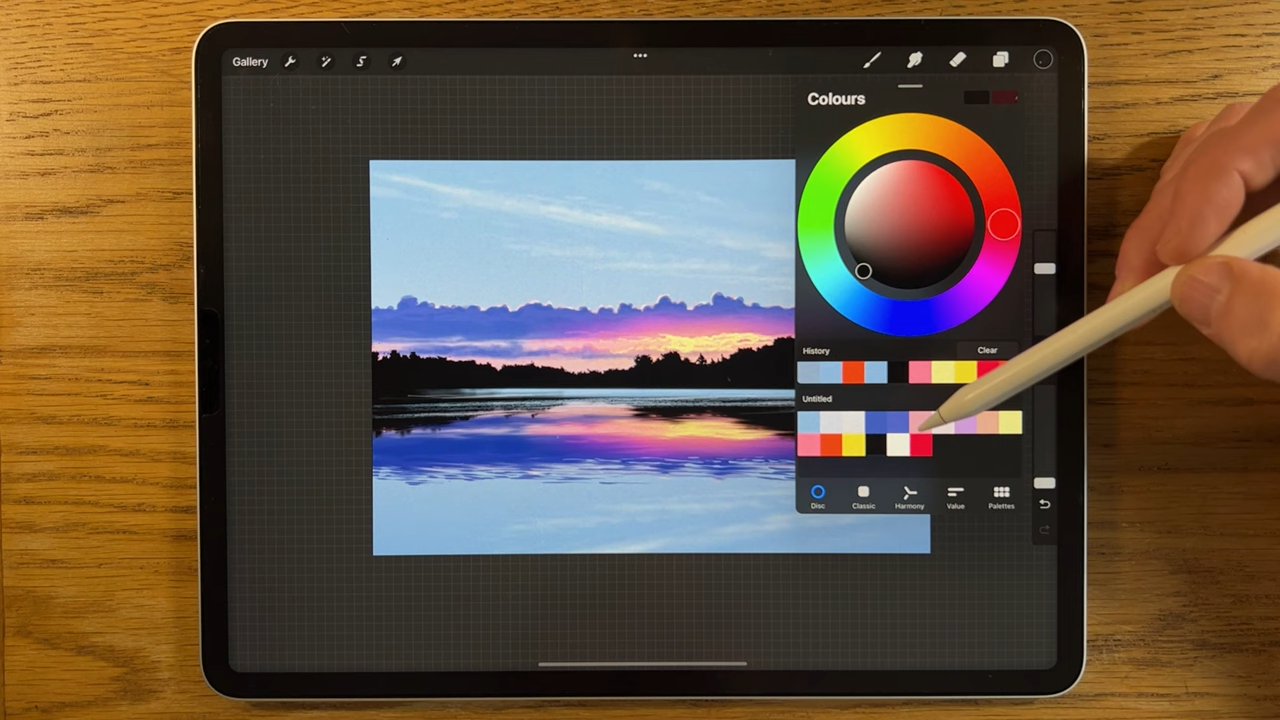 Gallery
Colours
History
Clear
Untitled
Disc
Classic
Harmony
Value
Palettes